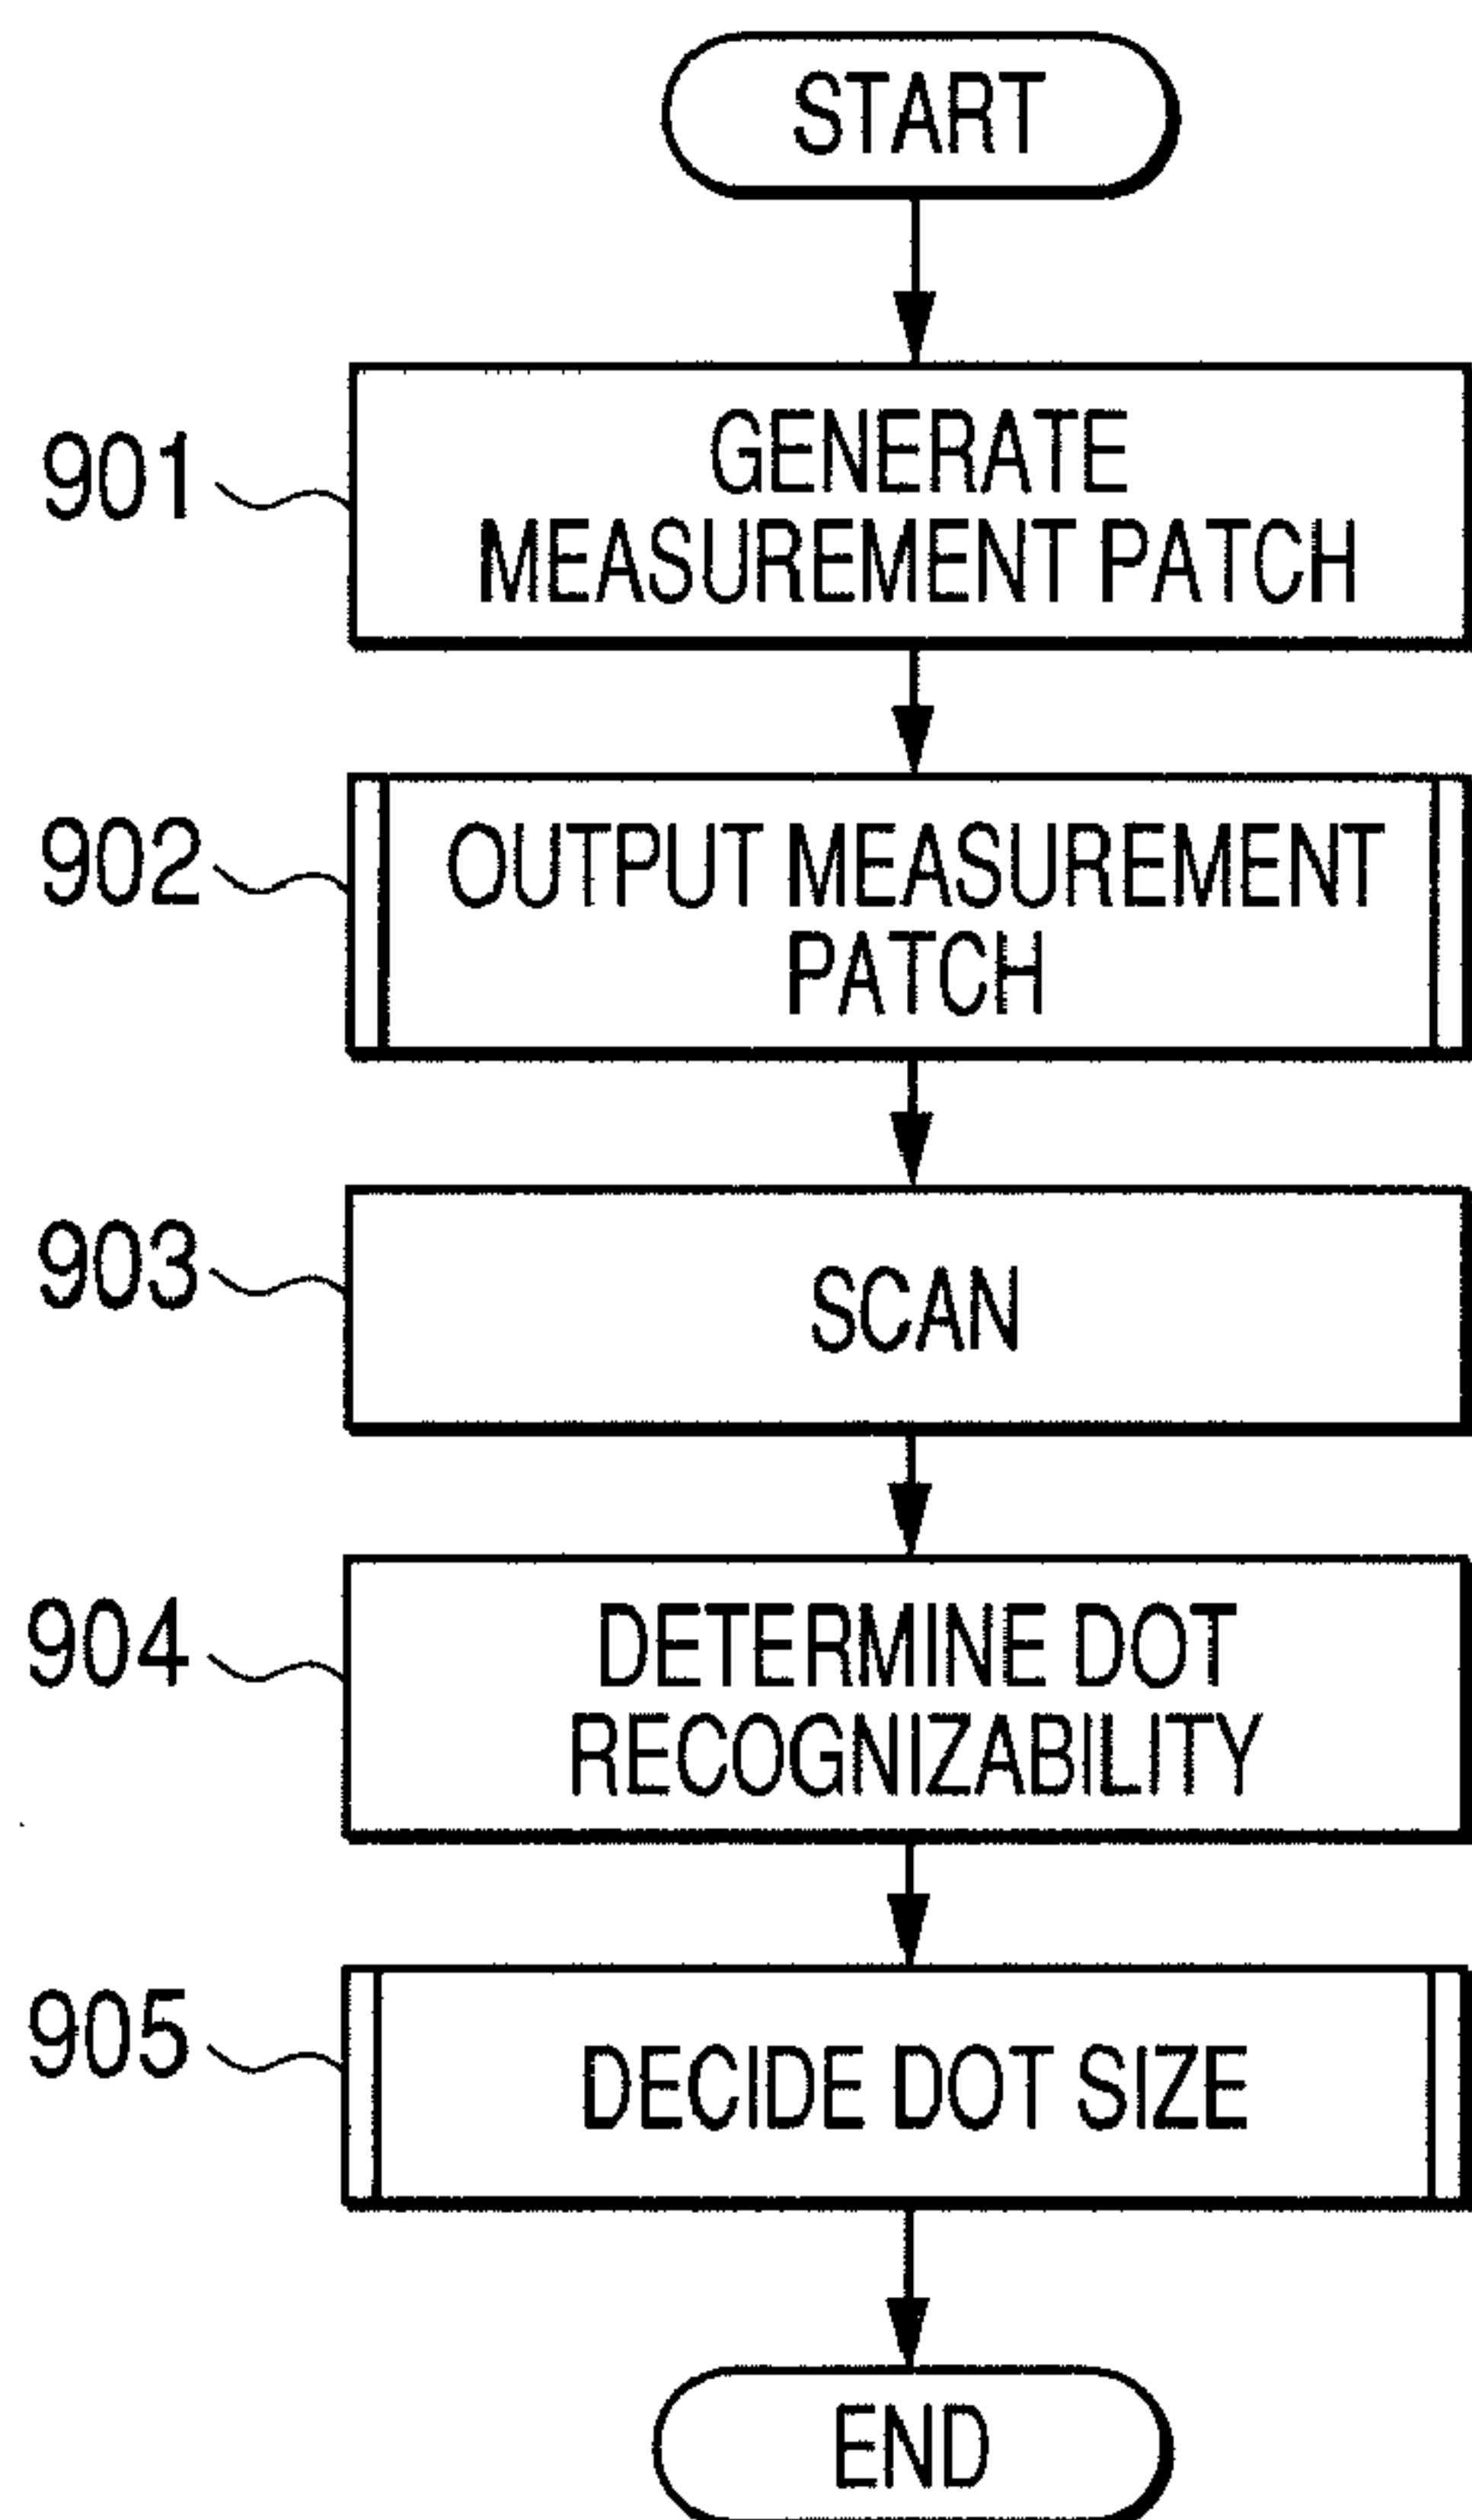 START
901
GENERATE
MEASUREMENT PATCH
902
OUTPUT MEASUREMENT
PATCH
903
SCAN
904
DETERMINE DOT
RECOGNIZABILITY
905
DECIDE DOT SIZE
END